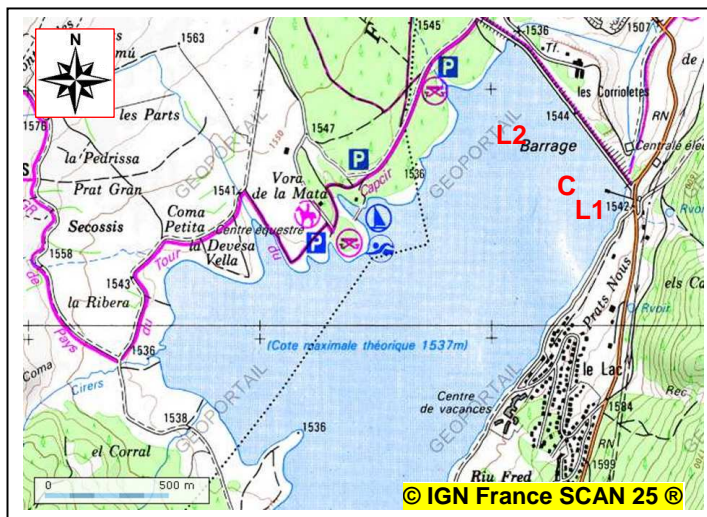 N
1563
les Parts
1576
la Pedrissa
Prat Gran
Secossis
1558
Coma
Petita
1541
la Devesa
Vella
1543
la Ribera
Tour
du
de
Pays
1536
Coma
Cirers
1538
el Corral
1536
1545
1547
1550
Vora
de la Mata
Centre équestre
P
P
P
Capcir
du
1536
GEOPORTAIL
GEOPORTAIL
GEOPORTAIL
GEOPORTAIL
GEOPORTAIL
1536
Tf.
1507
de
les Corrioletes
RN
1544
L2
Barrage
Centrale élec
C
L1
1542
Rvoir
Prats Nous
els Ca
Rvoir
(Cote maximale théorique 1537m)
le Lac
Centre
de vacances
1584
Rec
RN
1599
Riu Fred
0 500 m
© IGN France SCAN 25 ®